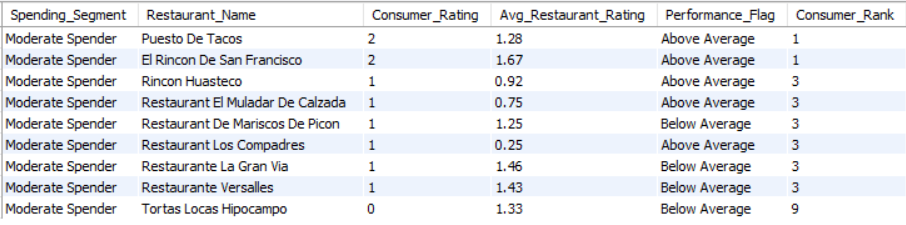 Spending_Segment Restaurant_Name Consumer_Rating Avg_Restaurant_Rating Performance_Flag Consumer_Rank
Moderate Spender Puesto De Tacos 2 1.28 Above Average 1
Moderate Spender El Rincon De San Francisco 2 1.67 Above Average 1
Moderate Spender Rincon Huasteco 1 0.92 Above Average 3
Moderate Spender Restaurant El Muladar De Calzada 1 0.75 Above Average 3
Moderate Spender Restaurant De Mariscos De Picon 1 1.25 Below Average 3
Moderate Spender Restaurant Los Compadres 1 0.25 Above Average 3
Moderate Spender Restaurante La Gran Via 1 1.46 Below Average 3
Moderate Spender Restaurante Versalles 1 1.43 Below Average 3
Moderate Spender Tortas Locas Hipocampo 0 1.33 Below Average 9